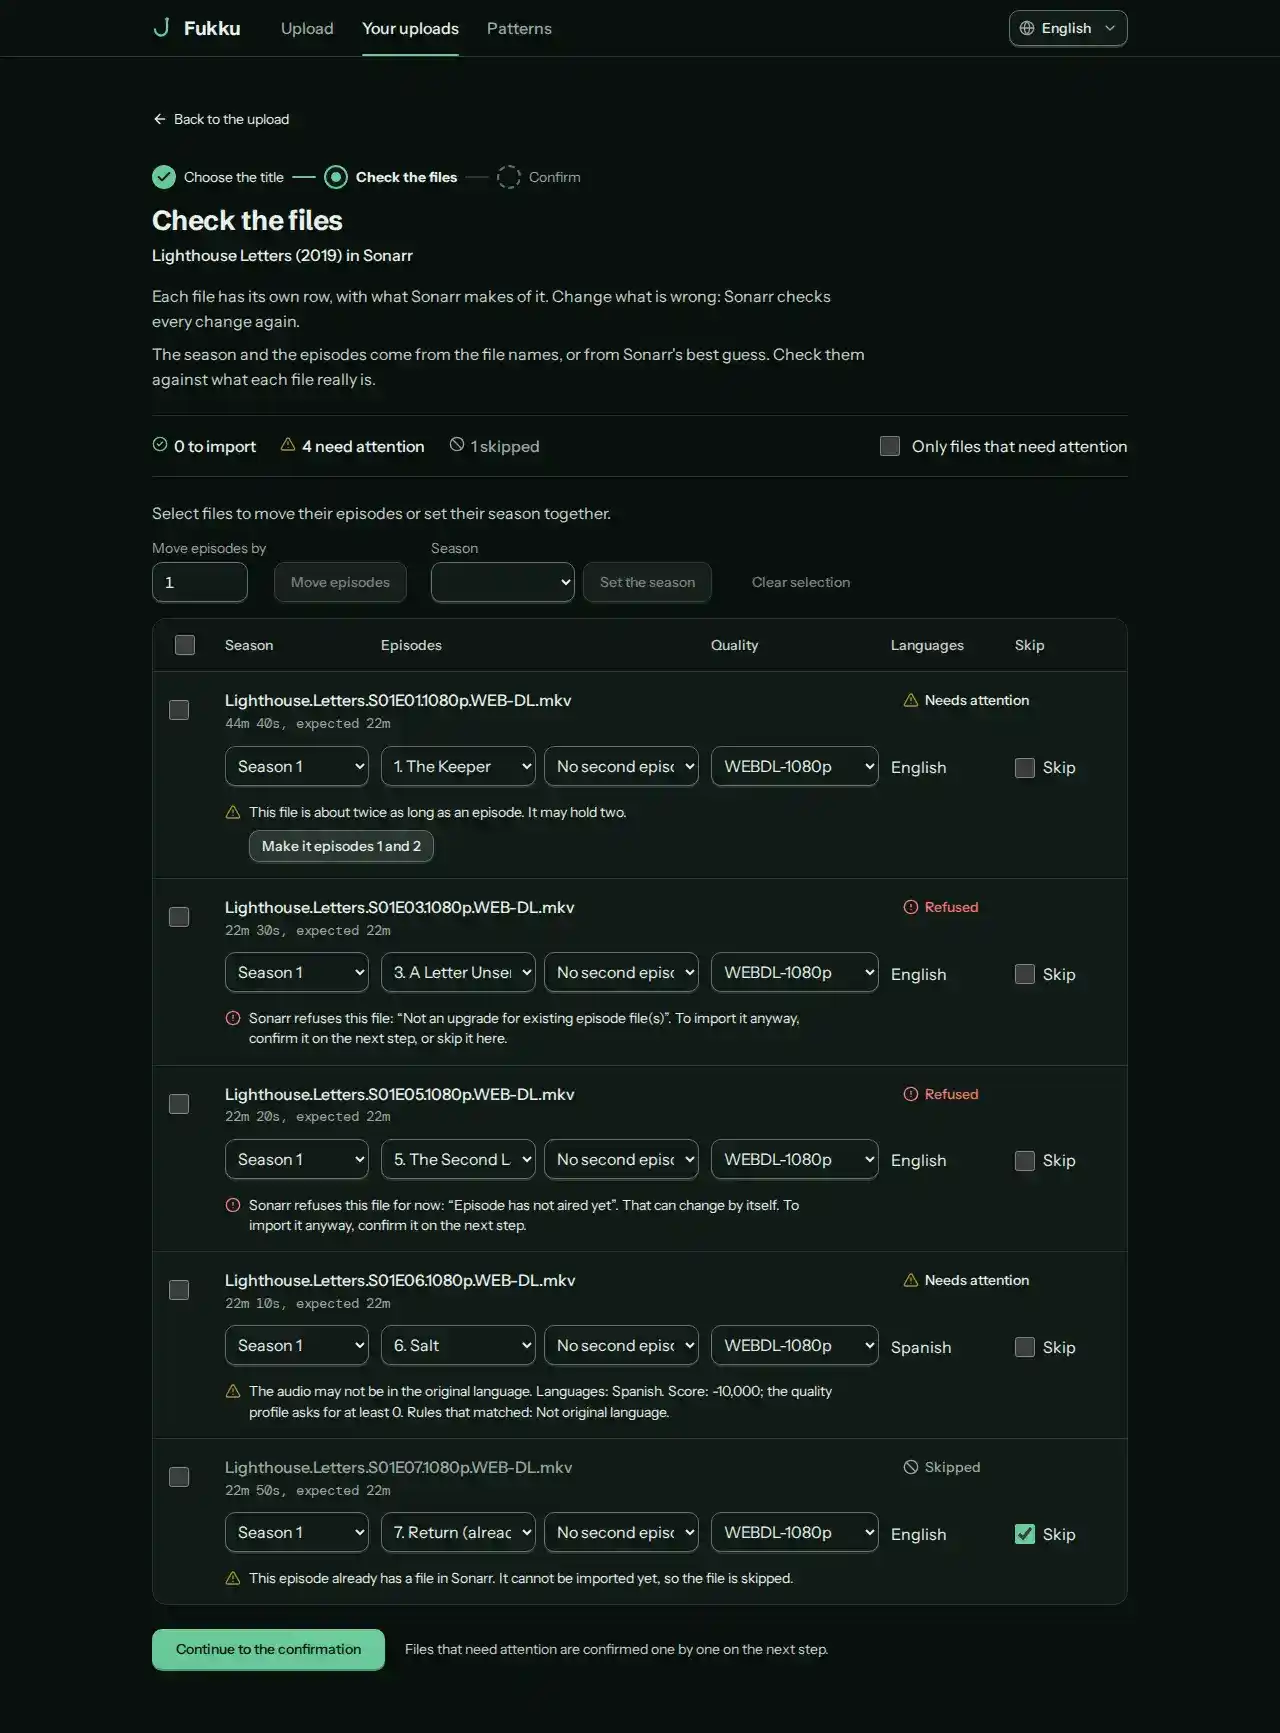 Fukku
Upload
Your uploads
Patterns
English
Back to the upload
Choose the title
Check the files
Confirm
Check the files
Lighthouse Letters (2019) in Sonarr
Each file has its own row, with what Sonarr makes of it. Change what is wrong: Sonarr checks
every change again.
The season and the episodes come from the file names, or from Sonarr's best guess. Check them
against what each file really is.
0 to import
4 need attention
1 skipped
Only files that need attention
Select files to move their episodes or set their season together.
Move episodes by
Season
1
Move episodes
Set the season
Clear selection
Season
Episodes
Quality
Languages
Skip
Lighthouse.Letters.S01E01.1080p.WEB-DL.mkv
Needs attention
44m 40s, expected 22m
Season 1
1. The Keeper
No second episo
WEBDL-1080p
English
Skip
This file is about twice as long as an episode. It may hold two.
Make it episodes 1 and 2
Lighthouse.Letters.S01E03.1080p.WEB-DL.mkv
Refused
22m 30s, expected 22m
Season 1
3. A Letter Unse
No second episo
WEBDL-1080p
English
Skip
Sonarr refuses this file: “Not an upgrade for existing episode file(s)”. To import it anyway,
confirm it on the next step, or skip it here.
Lighthouse.Letters.S01E05.1080p.WEB-DL.mkv
Refused
22m 20s, expected 22m
Season 1
5. The Second L
No second episo
WEBDL-1080p
English
Skip
Sonarr refuses this file for now: “Episode has not aired yet”. That can change by itself. To
import it anyway, confirm it on the next step.
Lighthouse.Letters.S01E06.1080p.WEB-DL.mkv
Needs attention
22m 10s, expected 22m
Season 1
6. Salt
No second episo
WEBDL-1080p
Spanish
Skip
The audio may not be in the original language. Languages: Spanish. Score: -10,000; the quality
profile asks for at least 0. Rules that matched: Not original language.
Lighthouse.Letters.S01E07.1080p.WEB-DL.mkv
Skipped
22m 50s, expected 22m
Season 1
7. Return (alreac
No second episo
WEBDL-1080p
English
Skip
This episode already has a file in Sonarr. It cannot be imported yet, so the file is skipped.
Continue to the confirmation
Files that need attention are confirmed one by one on the next step.